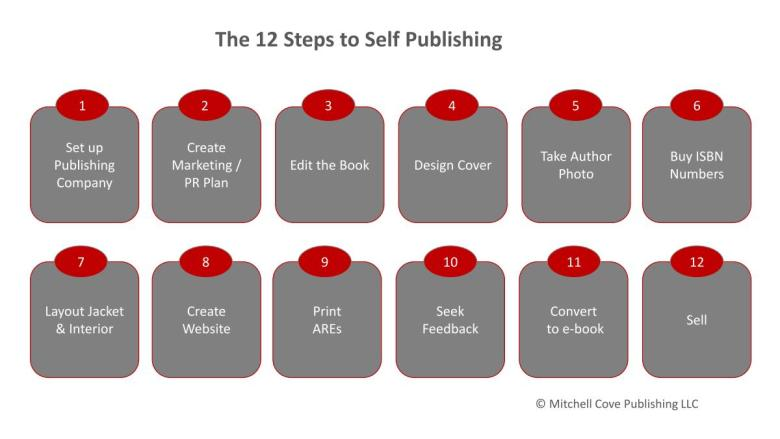 The 12 Steps to Self Publishing
1
Set up
Publishing
Company
2
Create
Marketing /
PR Plan
3
Edit the Book
4
Design Cover
5
Take Author
Photo
6
Buy ISBN
Numbers
7
Layout Jacket
& Interior
8
Create
Website
9
Print
AREs
10
Seek
Feedback
11
Convert
to e-book
12
Sell
© Mitchell Cove Publishing LLC